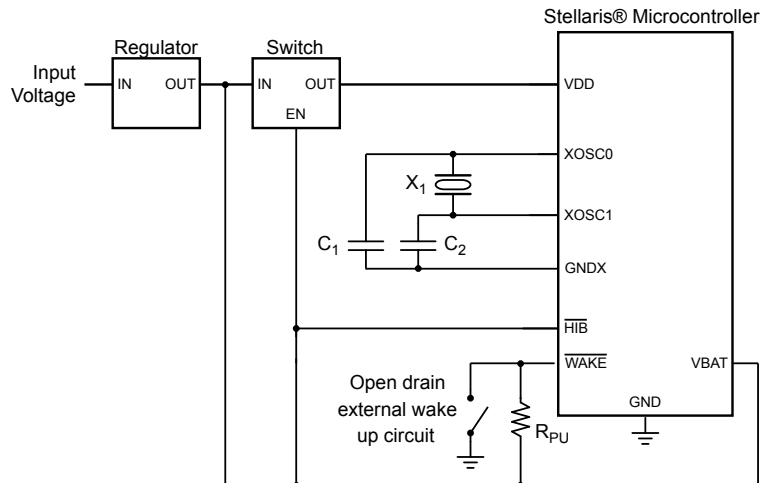 Stellaris® Microcontroller
Regulator
Switch
Input
Voltage
IN
OUT
IN
OUT
EN
VDD
XOSC0
X1
XOSC1
C1
C2
GNDX
HIB
WAKE
VBAT
Open drain
external wake
up circuit
RPU
GND